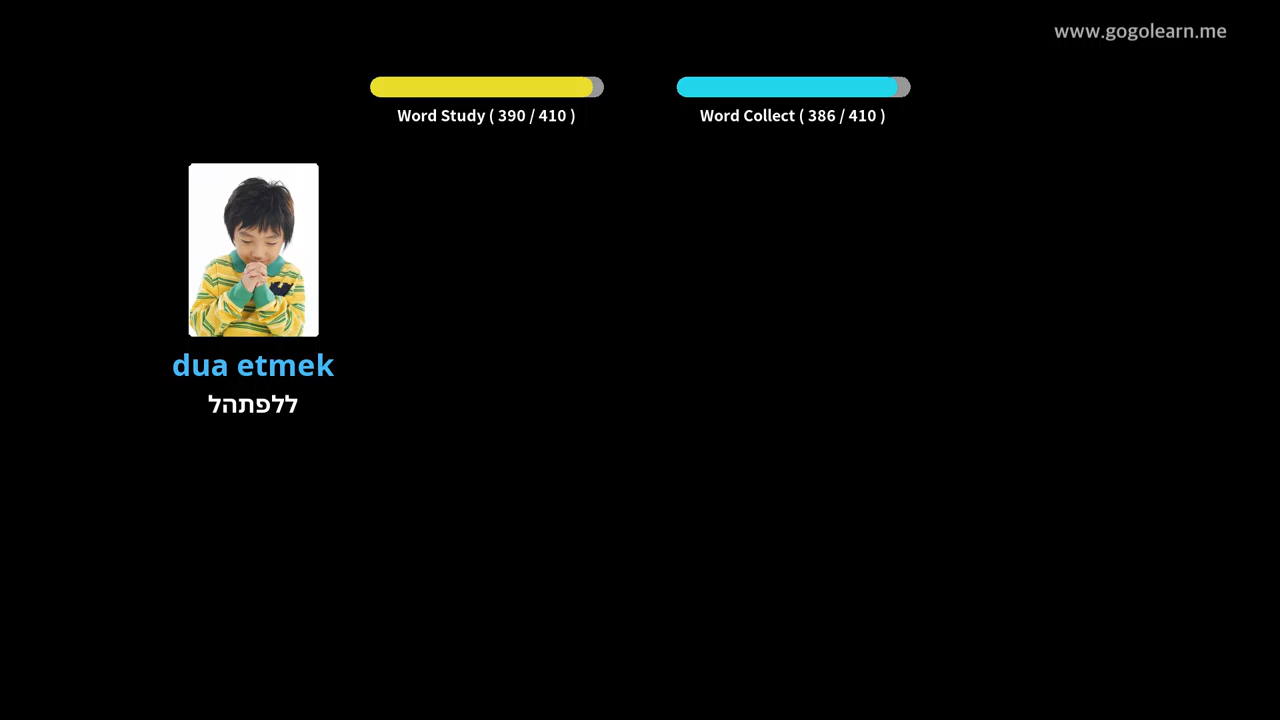 www.gogolearn.me
Word Study ( 390 / 410 )
Word Collect ( 386 / 410 )
dua etmek
ללפתהל